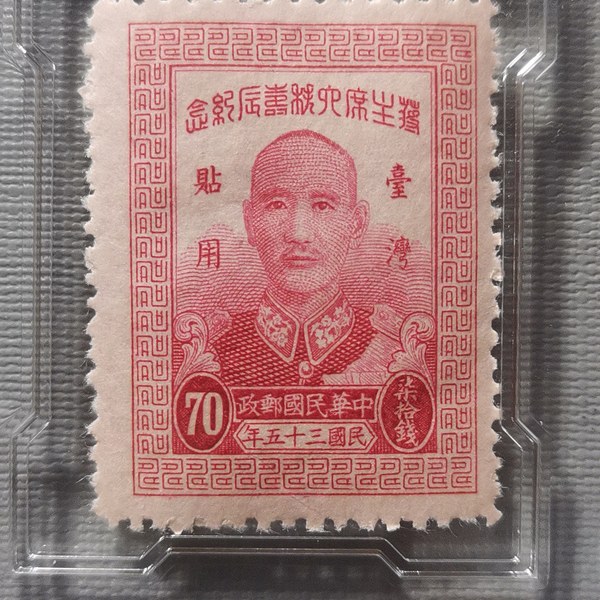 蔣主席六秩壽辰紀念
臺灣
貼用
中華民國郵政
民國三十五年
柒拾錢
70